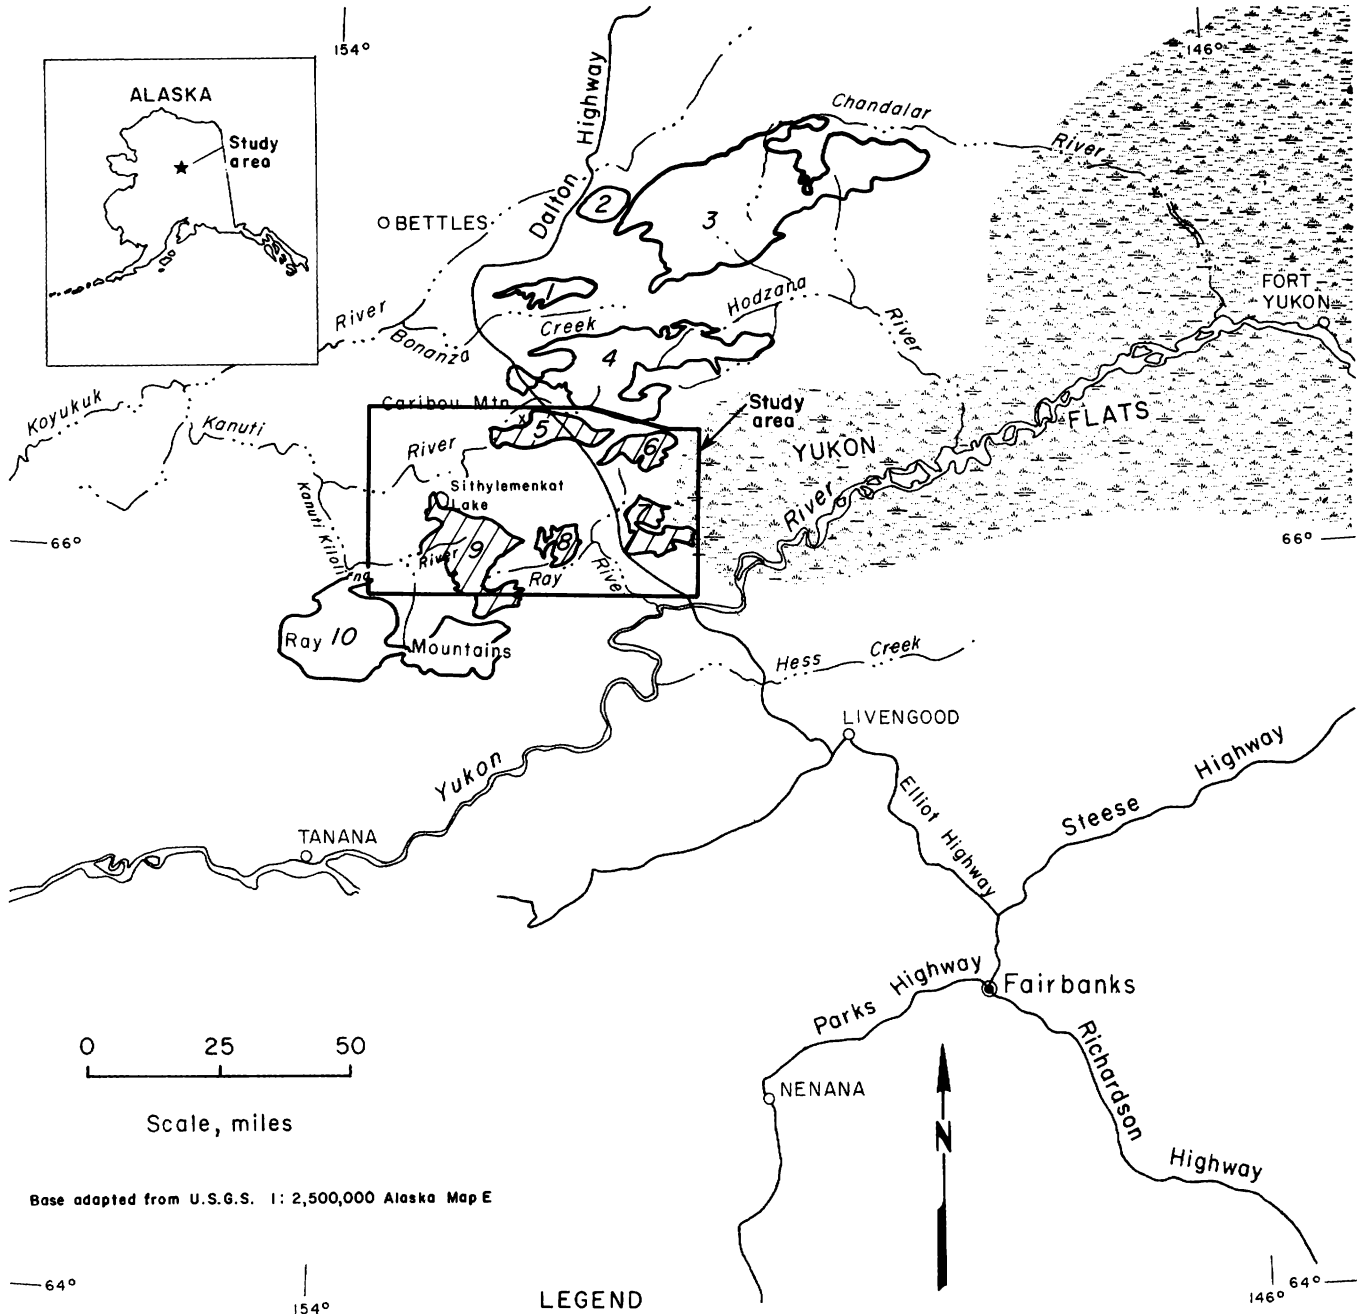 154°
146°
ALASKA
Study
area
Dalton Highway
Chandalar
River
BETTLES
2
3
1
FORT
YUKON
River
Bonanza
Creek
Hodzana
River
4
Koyukuk
Kanuti
Caribou Mtn
Study
area
FLATS
YUKON
River
5
6
River
Sithylemenkat
Lake
Kanuti Kilolitna
River
9
8
7
Ray
River
66°
66°
Ray 10
Mountains
Hess Creek
LIVENGOOD
Yukon
Elliot Highway
Steese Highway
TANANA
Parks Highway
Fairbanks
Richardson
Highway
NENANA
N
0 25 50
Scale, miles
Base adapted from U.S.G.S. 1: 2,500,000 Alaska Map E
64°
154°
LEGEND
146°
64°